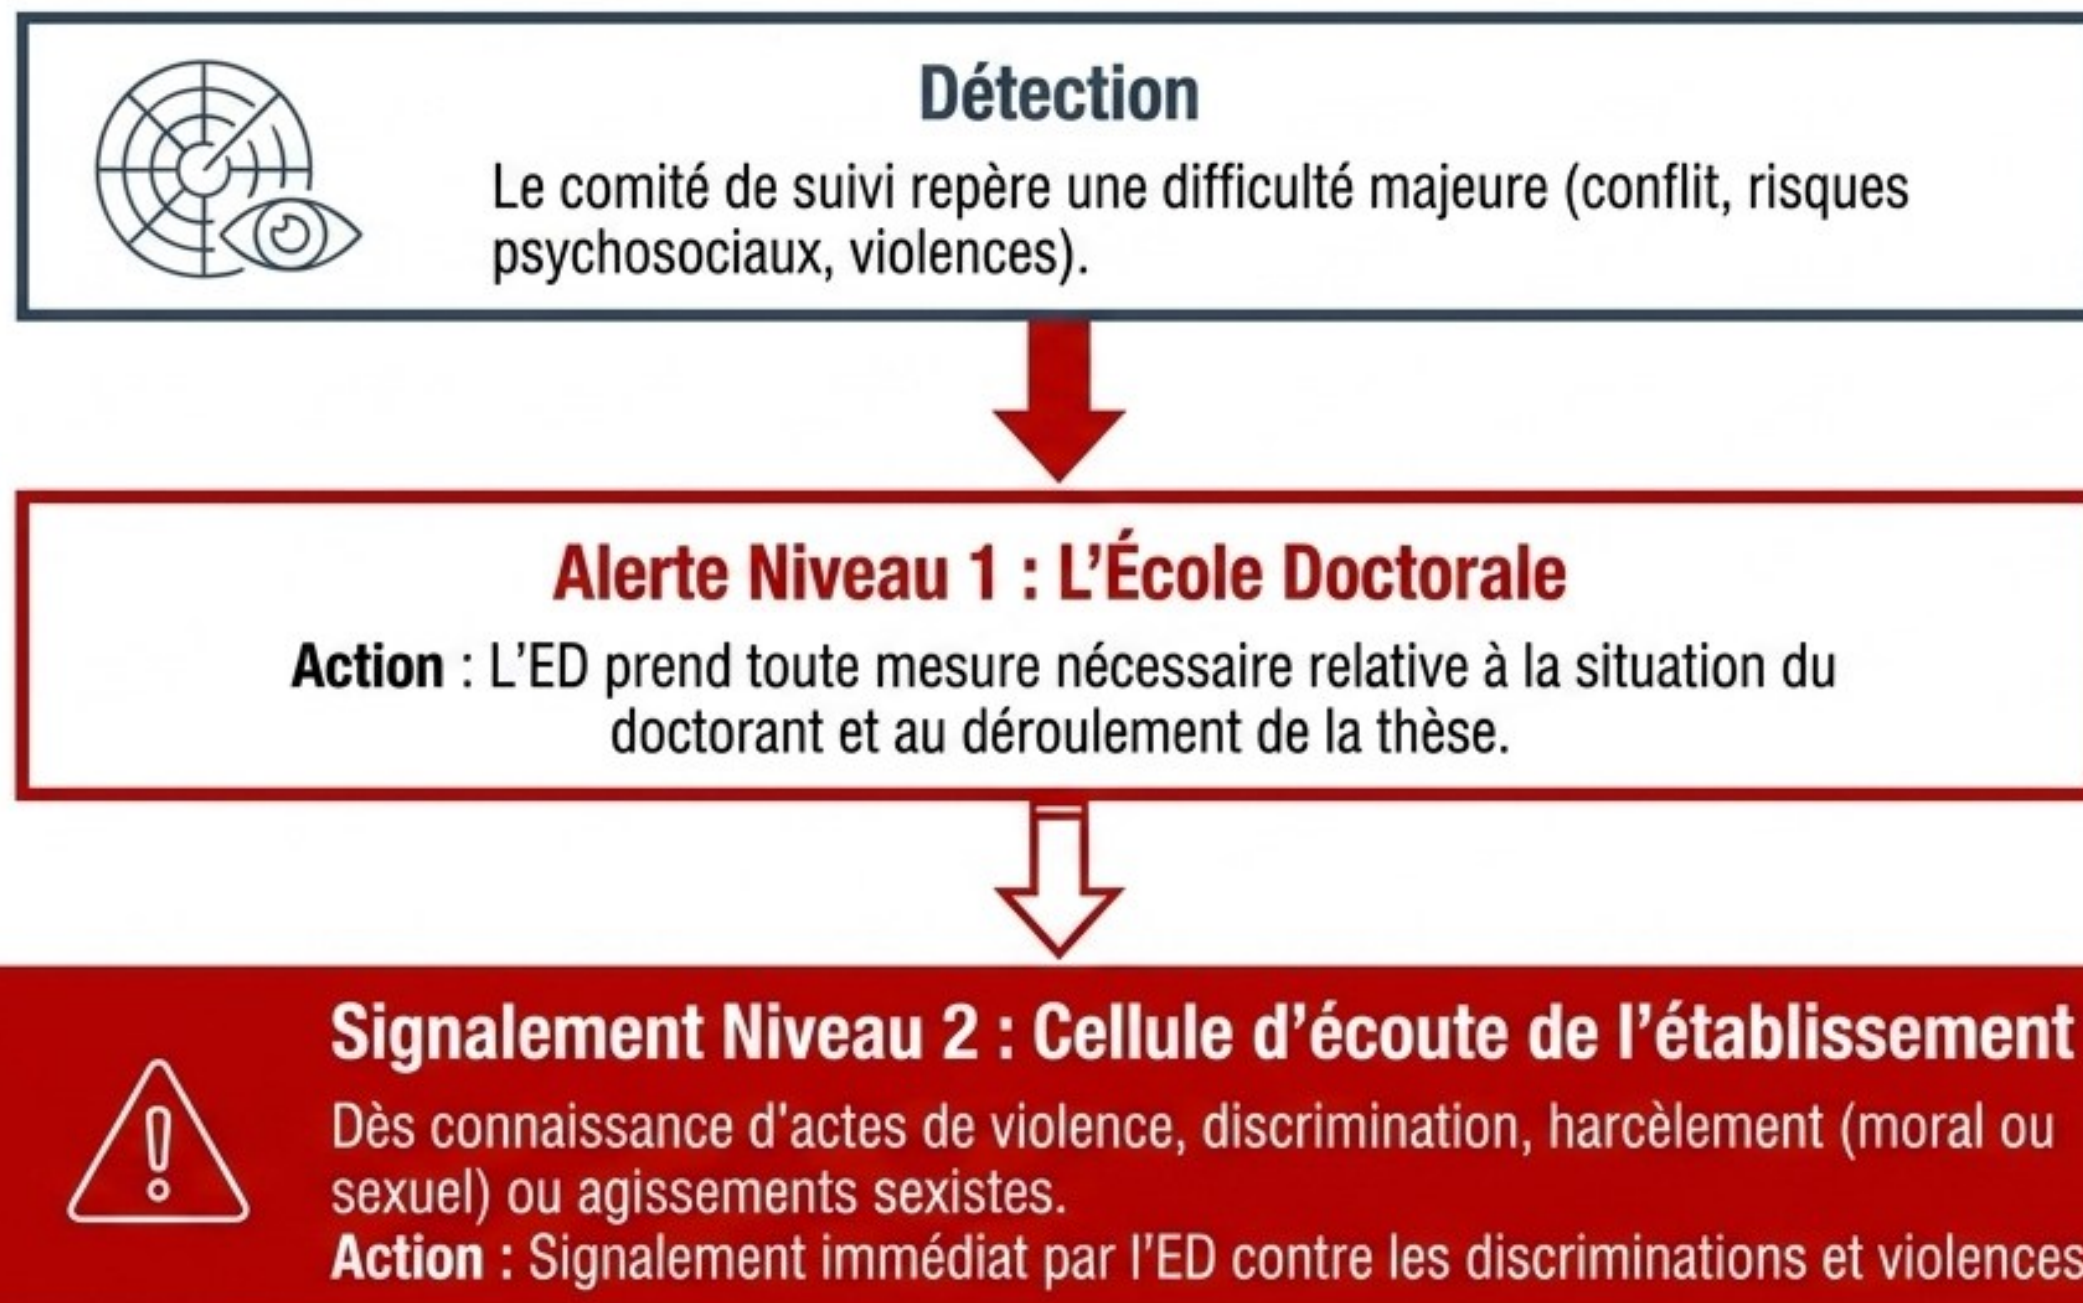 Détection
Le comité de suivi repère une difficulté majeure (conflit, risques
psychosociaux, violences).
Alerte Niveau 1 : L’École Doctorale
Action : L’ED prend toute mesure nécessaire relative à la situation du
doctorant et au déroulement de la thèse.
Signalement Niveau 2 : Cellule d’écoute de l’établissement
Dès connaissance d'actes de violence, discrimination, harcèlement (moral ou
sexuel) ou agissements sexistes.
Action : Signalement immédiat par l’ED contre les discriminations et violences